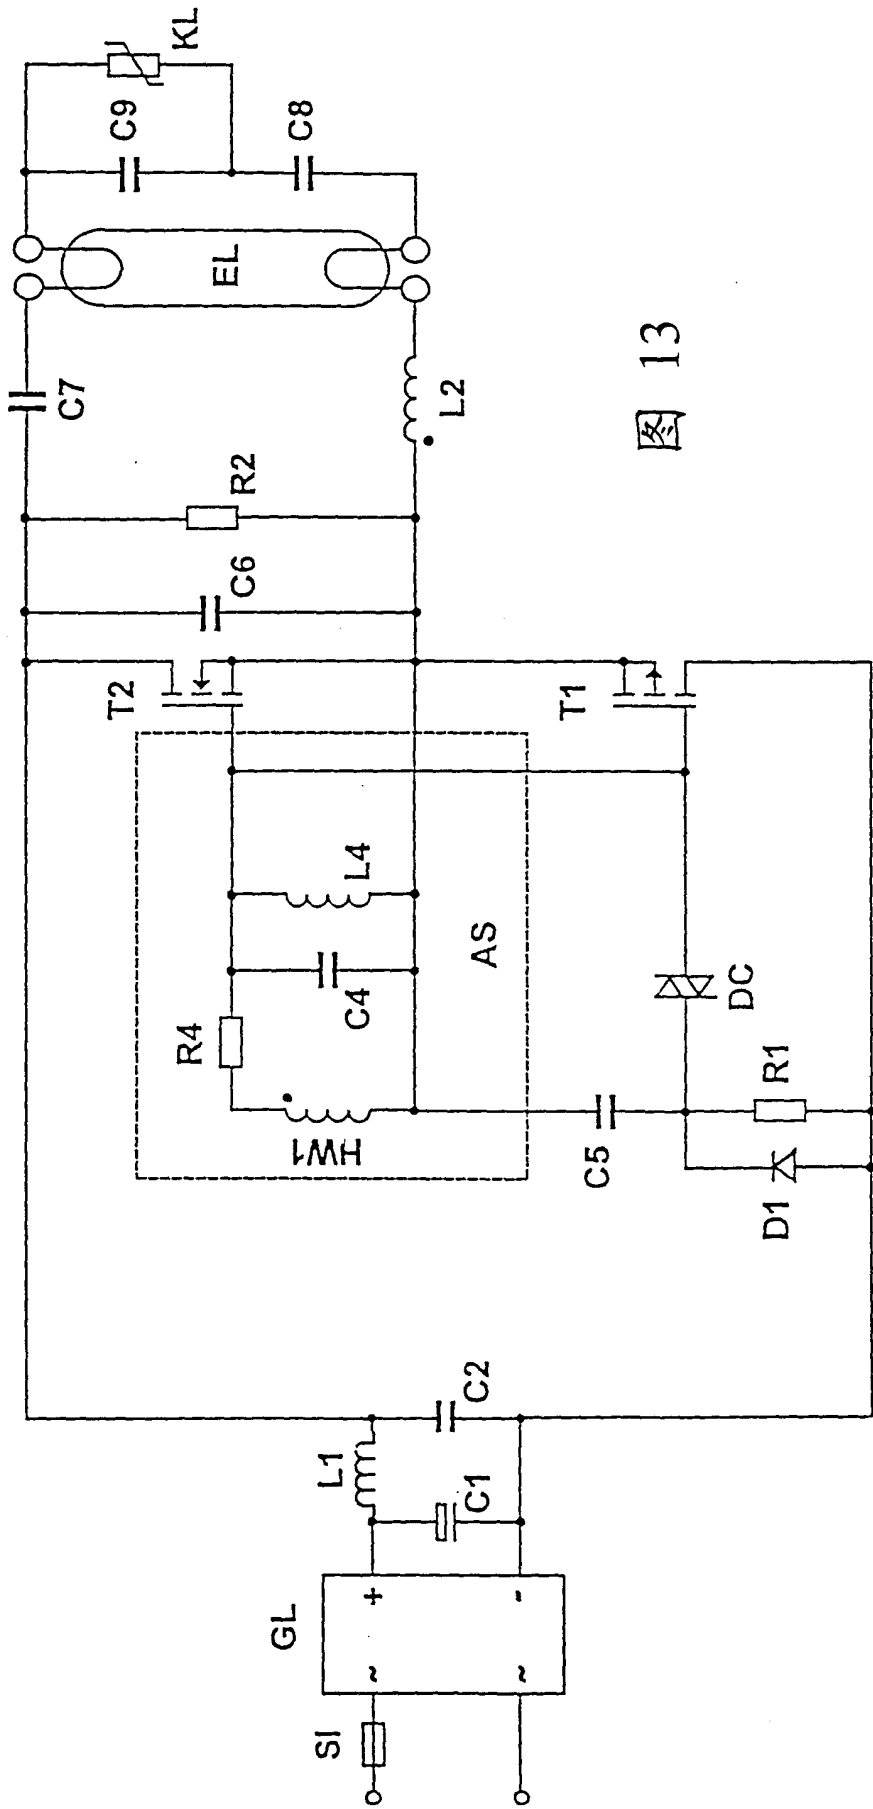 SI
GL
~
~
+
-
L1
C1
C2
HW1
R4
C4
L4
AS
C5
D1
R1
DC
T2
T1
C6
R2
C7
L2
EL
C9
C8
KL
图 13